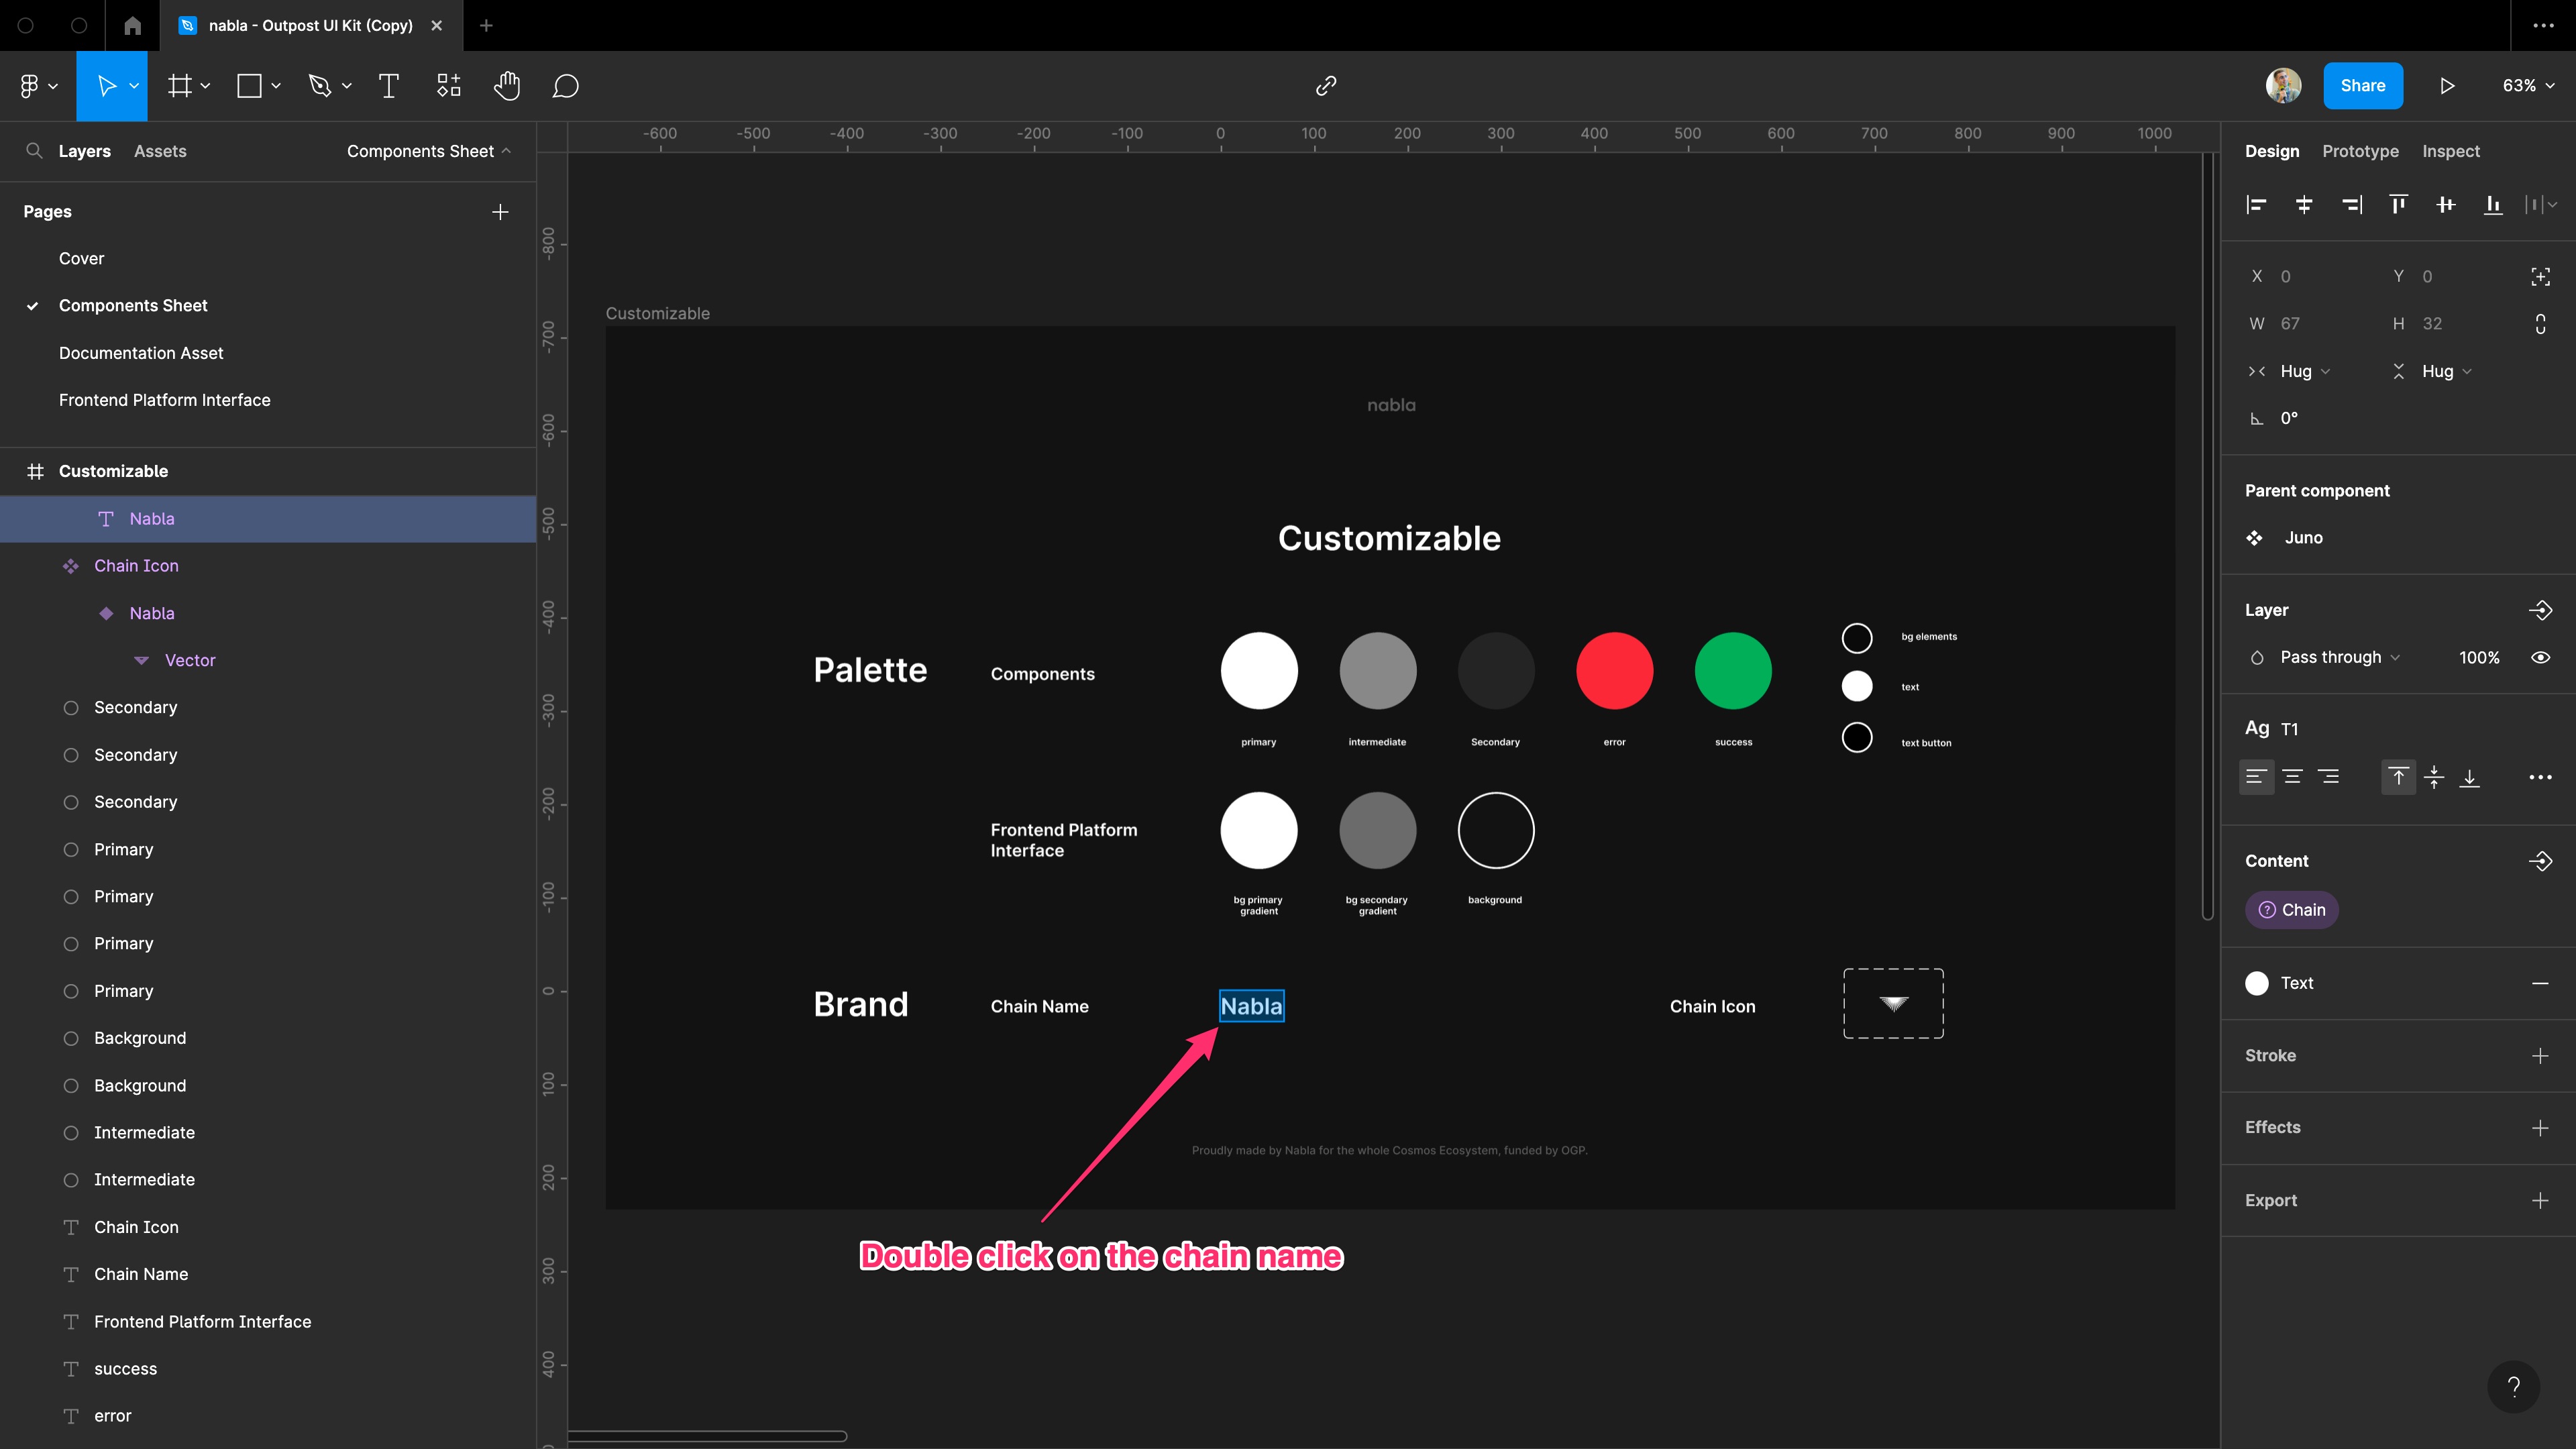 nabla - Outpost UI Kit (Copy)
Share
63%
Layers
Assets
Components Sheet
Pages
Cover
Components Sheet
Documentation Asset
Frontend Platform Interface
Customizable
Nabla
Chain Icon
Nabla
Vector
Secondary
Secondary
Secondary
Primary
Primary
Primary
Primary
Background
Background
Intermediate
Intermediate
Chain Icon
Chain Name
Frontend Platform Interface
success
error
-600 -500 -400 -300 -200 -100 0 100 200 300 400 500 600 700 800 900 1000
-800
-700
-600
-500
-400
-300
-200
-100
0
100
200
300
400
Customizable
nabla
Customizable
Palette
Components
primary
intermediate
Secondary
error
success
bg elements
text
text button
Frontend Platform
Interface
bg primary
gradient
bg secondary
gradient
background
Brand
Chain Name
Nabla
Chain Icon
Proudly made by Nabla for the whole Cosmos Ecosystem, funded by OGP.
Double click on the chain name
Design
Prototype
Inspect
X 0
Y 0
W 67
H 32
Hug
Hug
0°
Parent component
Juno
Layer
Pass through
100%
Ag T1
Content
Chain
Text
Stroke
Effects
Export
?